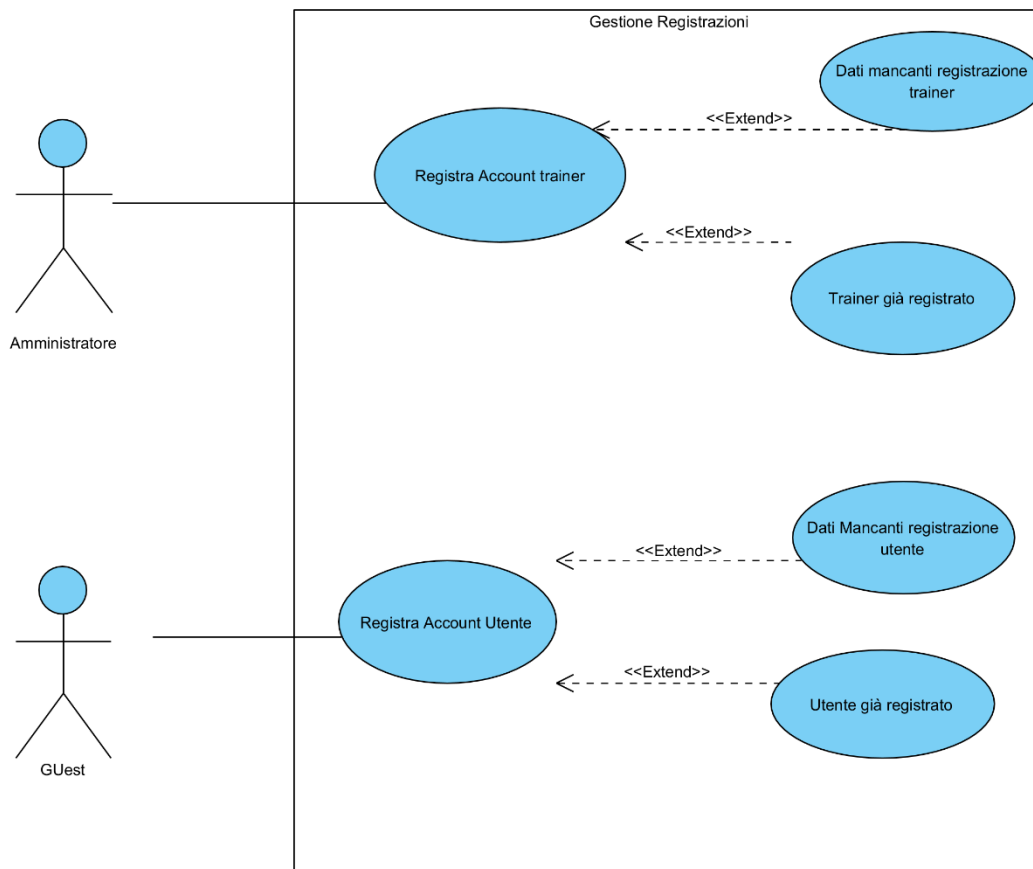 Gestione Registrazioni
Dati mancanti registrazione
trainer
<<Extend>>
Registra Account trainer
<<Extend>>
Trainer già registrato
Amministratore
Dati Mancanti registrazione
utente
<<Extend>>
Registra Account Utente
<<Extend>>
Utente già registrato
GUest